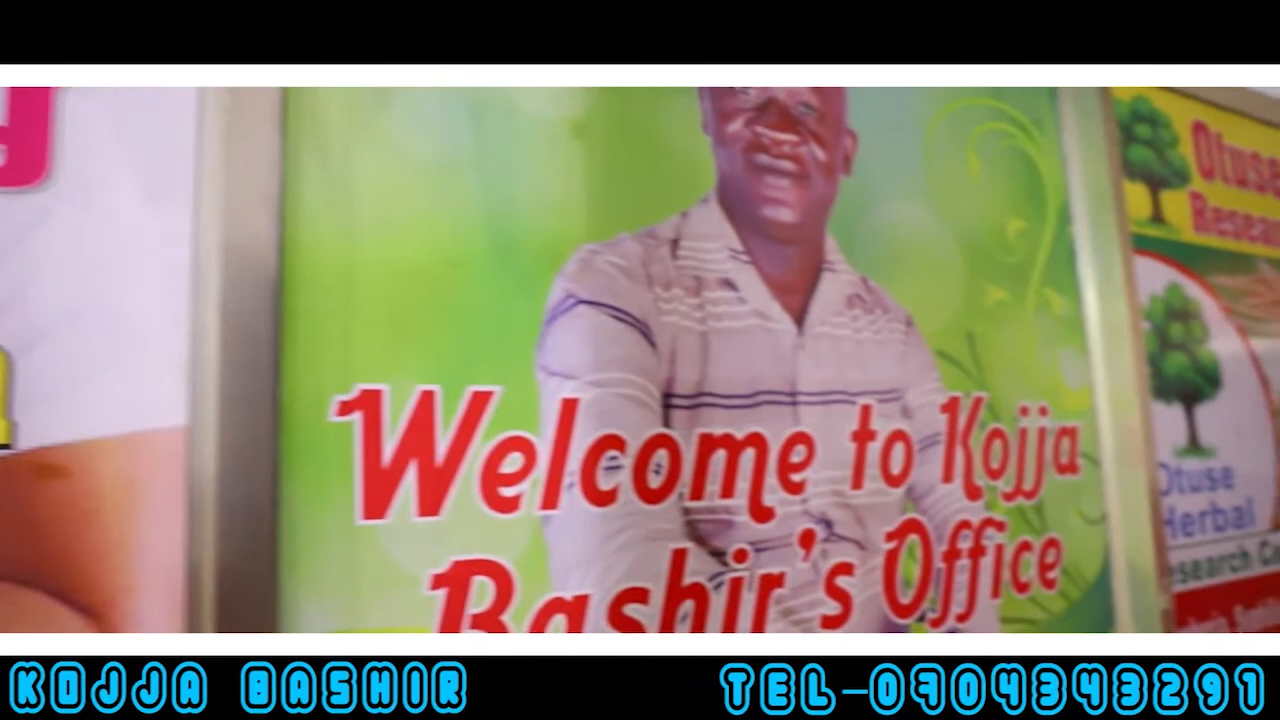 Otuse
Welcome to Kojja
Bashir's Office
Otuse
Herbal
KOJJA BASHIR
TEL-0704343291